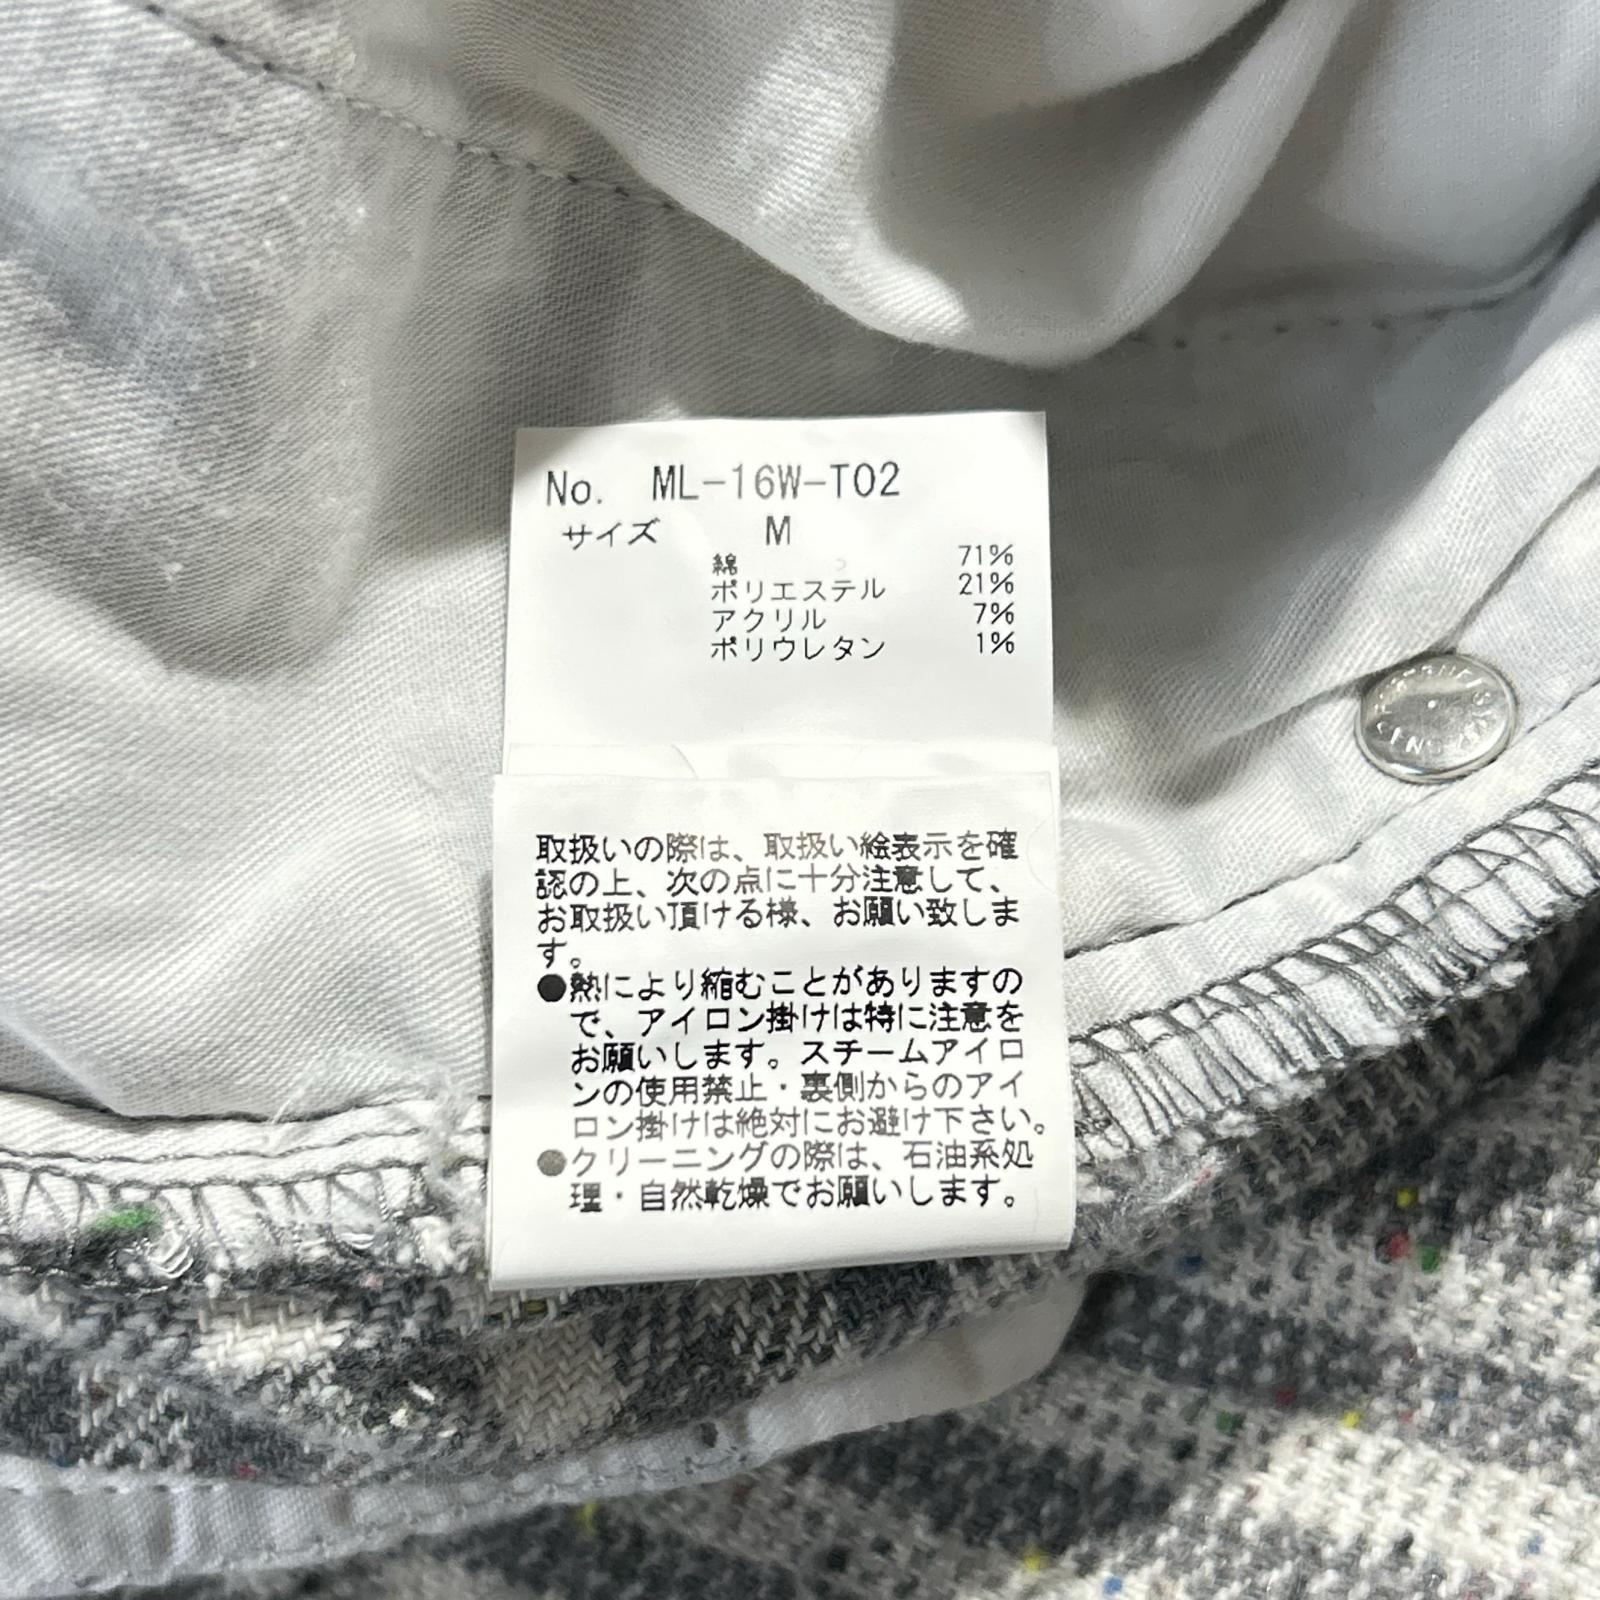 No. ML-16W-T02
サイズ M
綿 71%
ポリエステル 21%
アクリル 7%
ポリウレタン 1%
取扱いの際は、取扱い絵表示を確
認の上、次の点に十分注意して、
お取扱い頂ける様、お願い致しま
す。
●熱により縮むことがありますの
で、アイロン掛けは特に注意を
お願いします。スチームアイロ
ンの使用禁止・裏側からのアイ
ロン掛けは絶対にお避け下さい。
●クリーニングの際は、石油系処
理・自然乾燥でお願いします。